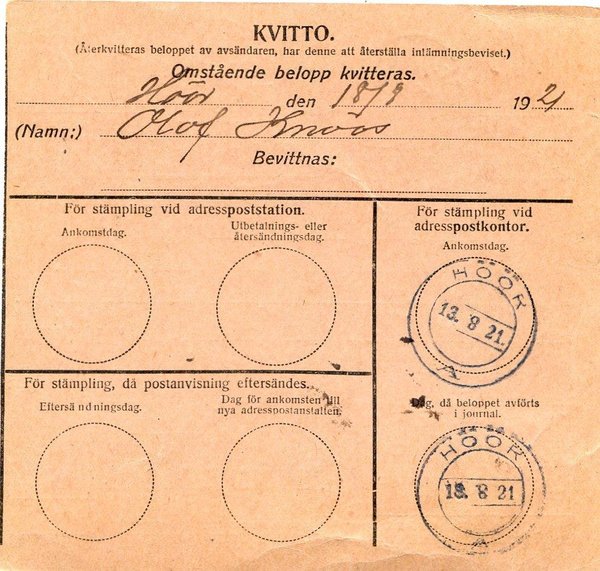 KVITTO.
(Återkvitteras beloppet av avsändaren, har denne att återställa inlämningsbeviset.)
Omstående belopp kvitteras.
Höör den 18/8 1921
(Namn:) Olof Knöös
Bevittnas:
För stämpling vid adresspoststation.
Ankomstdag.
Utbetalnings- eller
återsändningsdag.
För stämpling vid
adresspostkontor.
Ankomstdag.
HÖÖR
13. 8 21.
A
För stämpling, då postanvisning eftersändes.
Eftersändningsdag.
Dag för ankomsten till
nya adresspostanstalten.
Dag, då beloppet avförts
i journal.
HÖÖR
18. 8 21
A